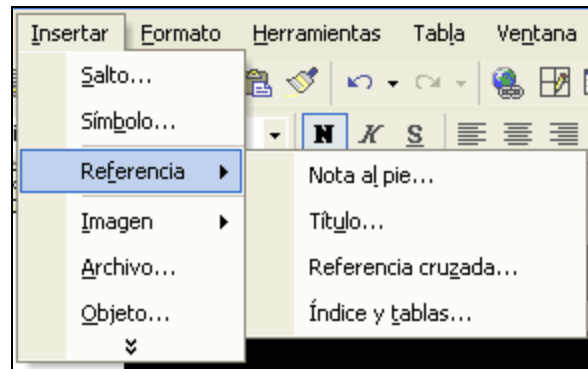 Insertar Formato Herramientas Tabla Ventana
Salto...
Símbolo...
N K S
Referencia
Nota al pie...
Imagen
Título...
Archivo...
Referencia cruzada...
Objeto...
Índice y tablas...